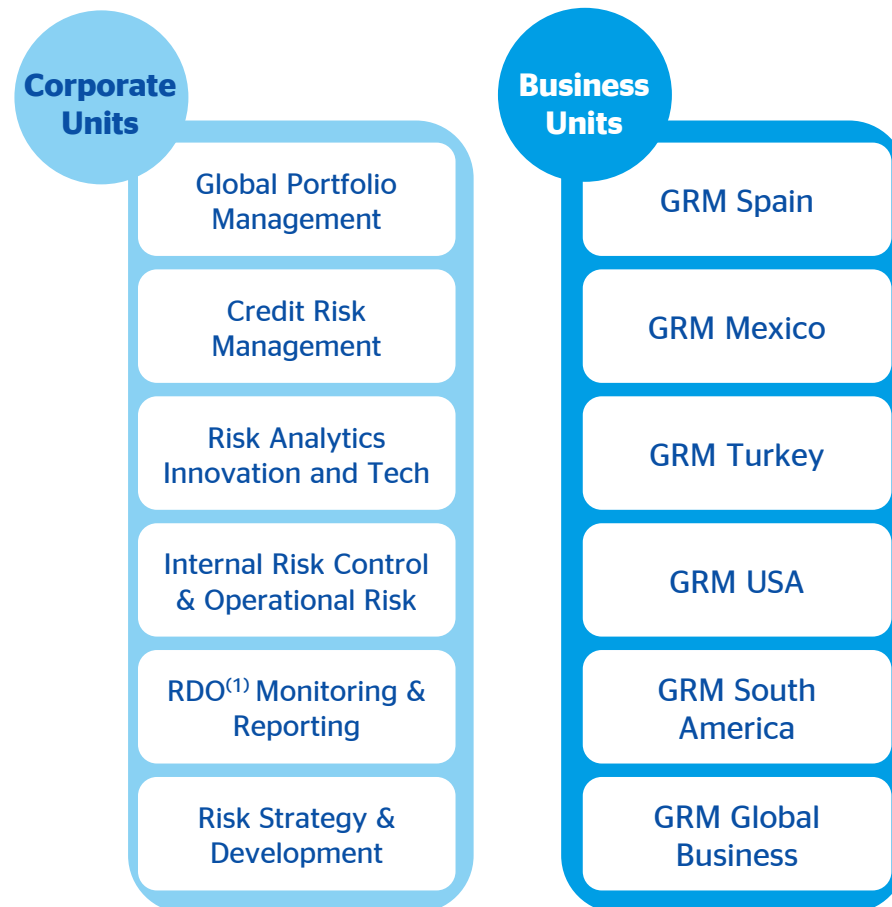 Corporate
Units
Global Portfolio
Management
Credit Risk
Management
Risk Analytics
Innovation and Tech
Internal Risk Control
& Operational Risk
RDO(1) Monitoring &
Reporting
Risk Strategy &
Development
Business
Units
GRM Spain
GRM Mexico
GRM Turkey
GRM USA
GRM South
America
GRM Global
Business